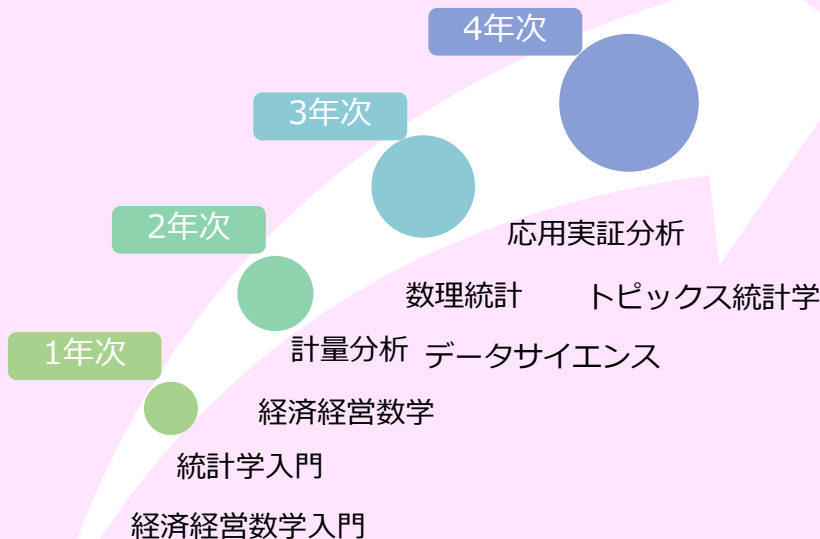 4年次
3年次
2年次
応用実証分析
数理統計
トピックス統計学
1年次
計量分析
データサイエンス
経済経営数学
統計学入門
経済経営数学入門